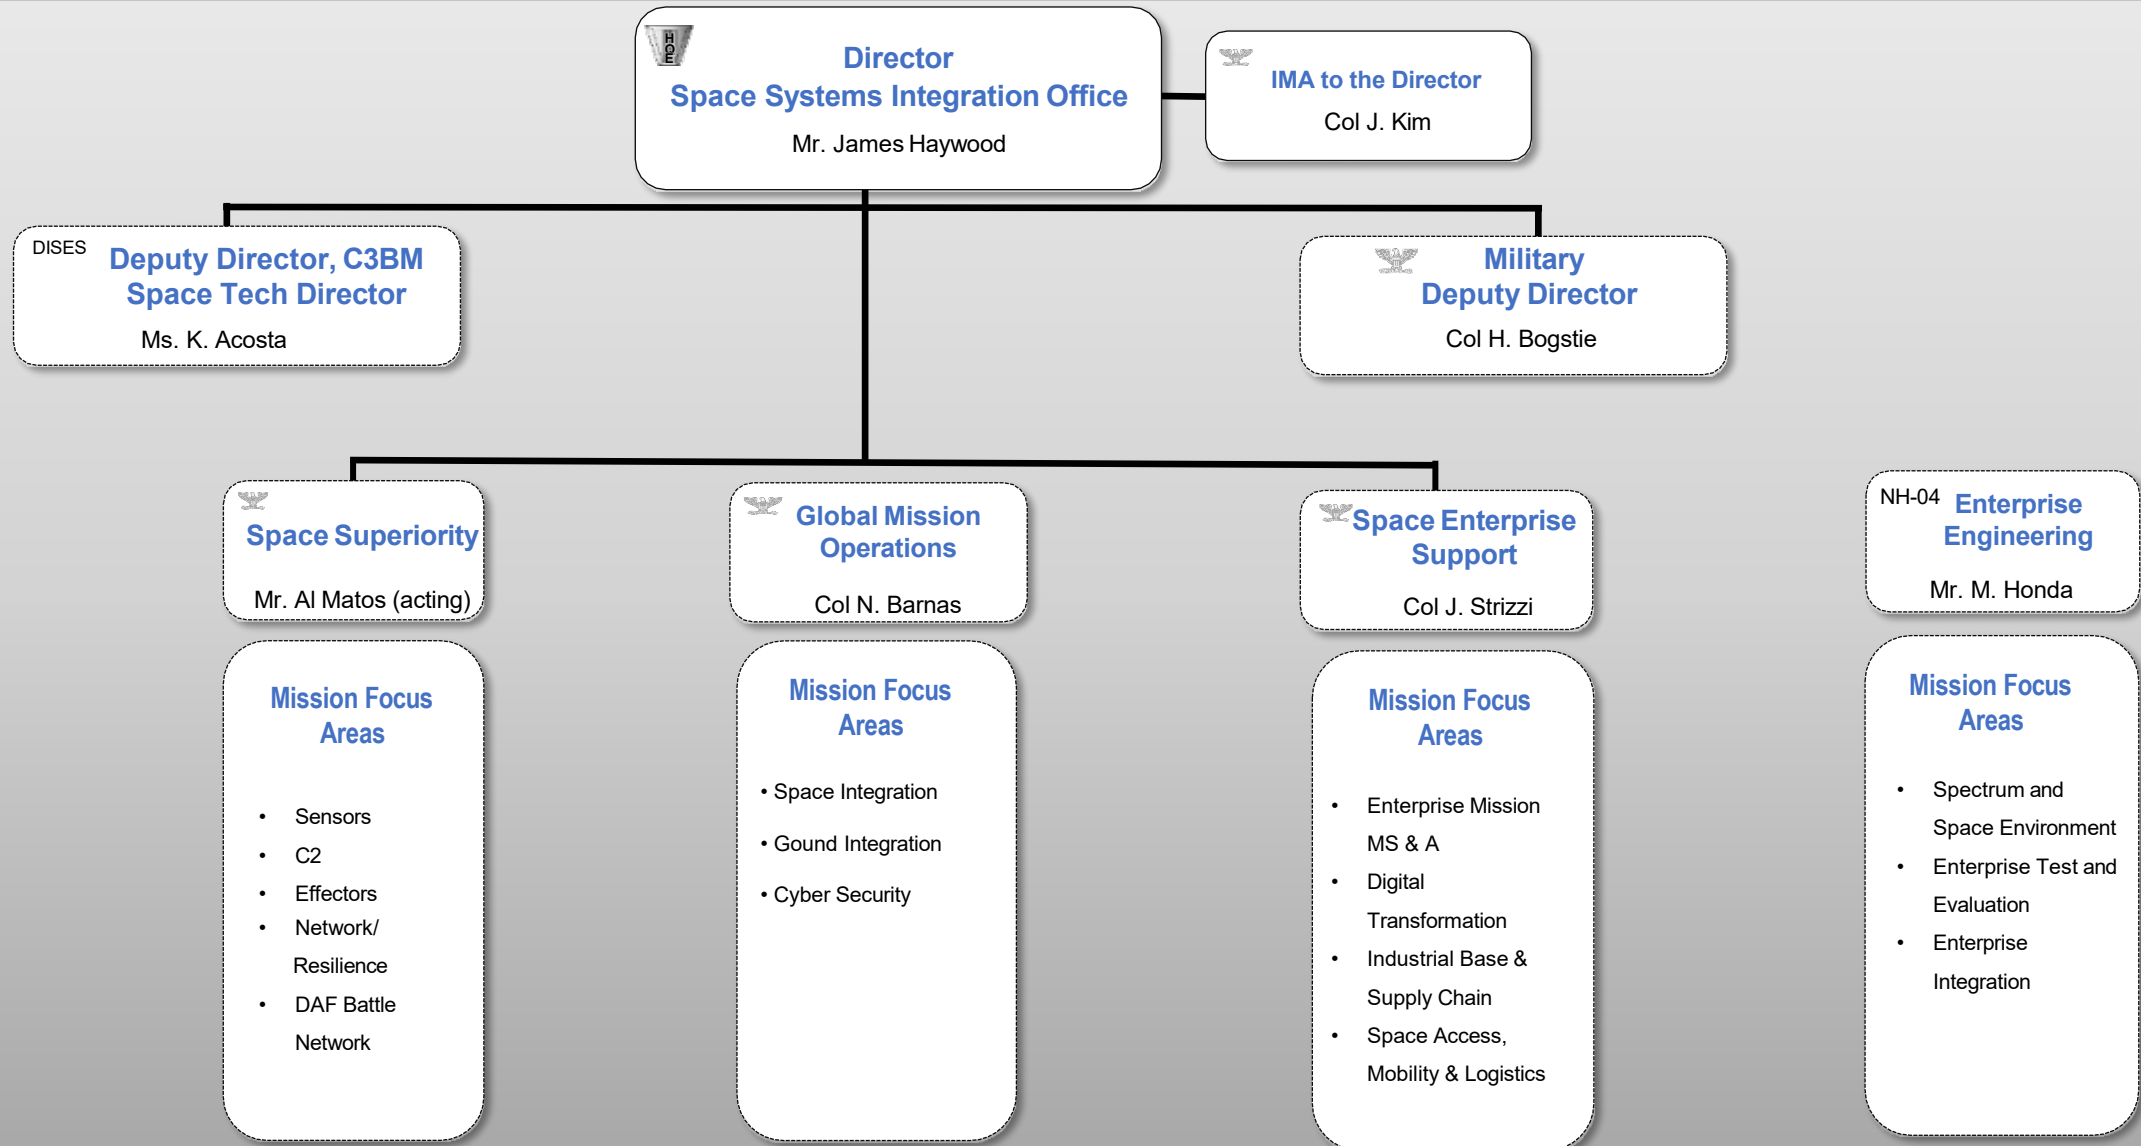 HQE
Director
Space Systems Integration Office
Mr. James Haywood
IMA to the Director
Col J. Kim
DISES
Deputy Director, C3BM
Space Tech Director
Ms. K. Acosta
Military
Deputy Director
Col H. Bogstie
Space Superiority
Mr. Al Matos (acting)
Global Mission
Operations
Col N. Barnas
Space Enterprise
Support
Col J. Strizzi
NH-04
Enterprise
Engineering
Mr. M. Honda
Mission Focus
Areas
• Sensors
• C2
• Effectors
• Network/
Resilience
• DAF Battle
Network
Mission Focus
Areas
• Space Integration
• Gound Integration
• Cyber Security
Mission Focus
Areas
• Enterprise Mission
MS & A
• Digital
Transformation
• Industrial Base &
Supply Chain
• Space Access,
Mobility & Logistics
Mission Focus
Areas
• Spectrum and
Space Environment
• Enterprise Test and
Evaluation
• Enterprise
Integration